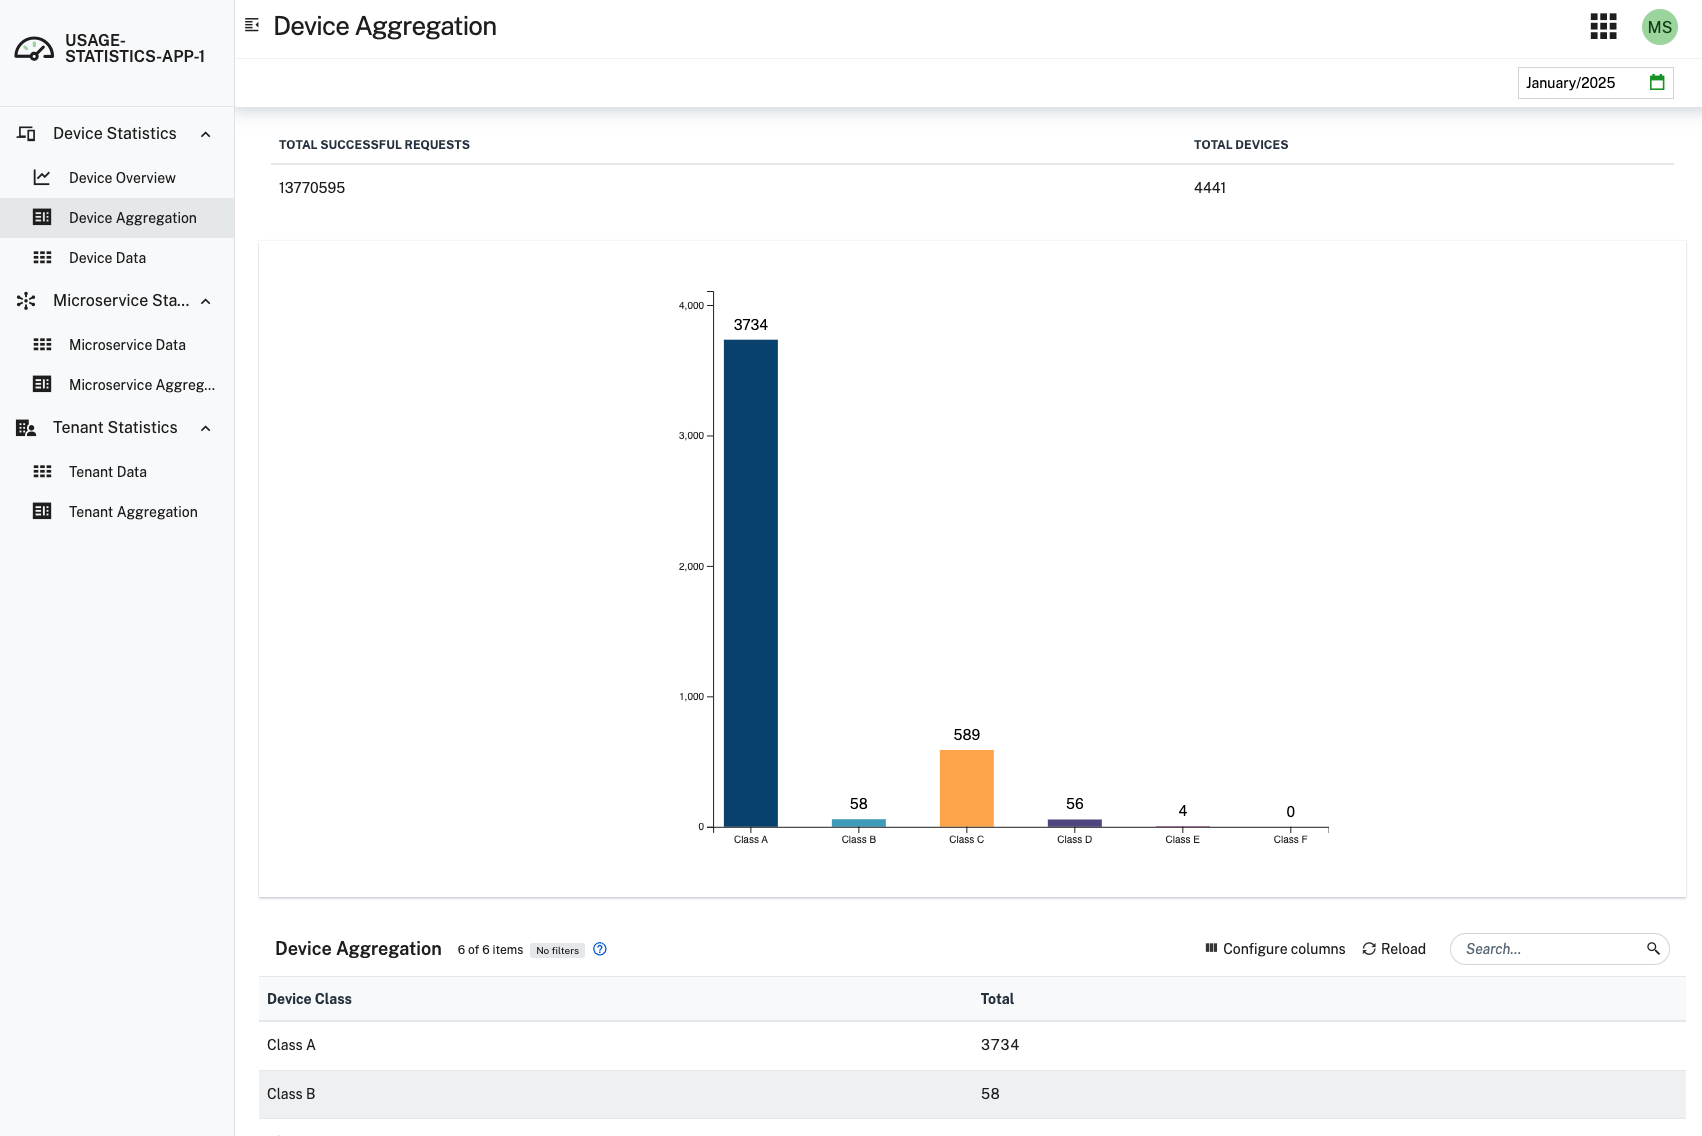 USAGE-
STATISTICS-APP-1
Device Aggregation
MS
January/2025
Device Statistics
Device Overview
Device Aggregation
Device Data
Microservice Sta...
Microservice Data
Microservice Aggreg...
Tenant Statistics
Tenant Data
Tenant Aggregation
TOTAL SUCCESSFUL REQUESTS TOTAL DEVICES
13770595 4441
4,000
3,000
2,000
1,000
0
3734
58
589
56
4
0
Class A Class B Class C Class D Class E Class F
Device Aggregation 6 of 6 items No filters Configure columns Reload Search...
Device Class Total
Class A 3734
Class B 58